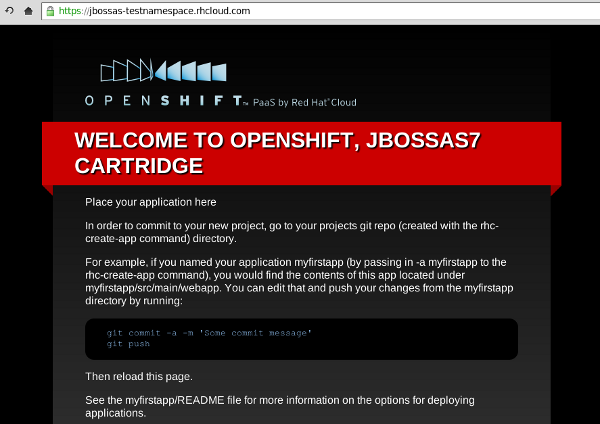 https://jbossas-testnamespace.rhcloud.com
OPENSHIFT™ PaaS by Red Hat® Cloud
WELCOME TO OPENSHIFT, JBOSSAS7
CARTRIDGE
Place your application here
In order to commit to your new project, go to your projects git repo (created with the rhc-
create-app command) directory.
For example, if you named your application myfirstapp (by passing in -a myfirstapp to the
rhc-create-app command), you would find the contents of this app located under
myfirstapp/src/main/webapp. You can edit that and push your changes from the myfirstapp
directory by running:
git commit -a -m 'Some commit message'
git push
Then reload this page.
See the myfirstapp/README file for more information on the options for deploying
applications.